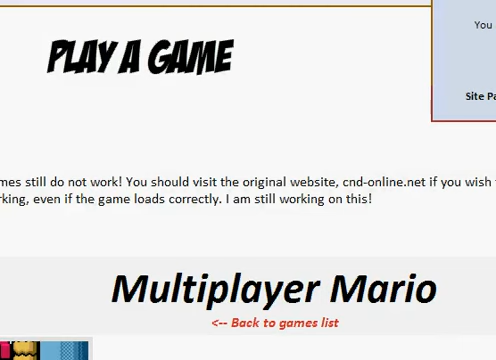 You
PLAY A GAME
Site
mes still do not work! You should visit the original website, cnd-online.net if you wish
king, even if the game loads correctly. I am still working on this!
Multiplayer Mario
<-- Back to games list